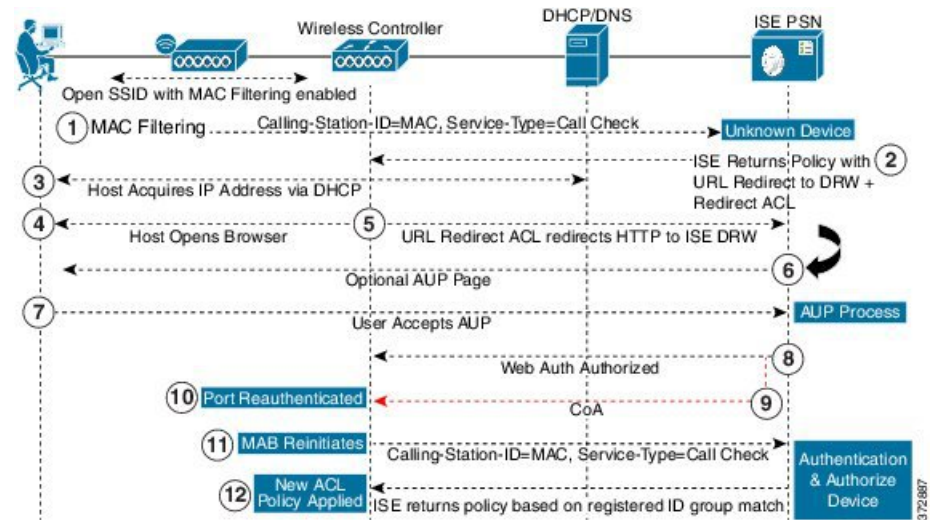 DHCP/DNS
ISE PSN
Wireless Controller
Open SSID with MAC Filtering enabled
1 MAC Filtering
Calling-Station-ID=MAC, Service-Type=Call Check
Unknown Device
ISE Returns Policy with 2
URL Redirect to DRW +
Redirect ACL
3
Host Acquires IP Address via DHCP
4
Host Opens Browser
5
URL Redirect ACL redirects HTTP to ISE DRW
6
Optional AUP Page
7
User Accepts AUP
AUP Process
8
Web Auth Authorized
9
CoA
10 Port Reauthenticated
11 MAB Reinitiates
Calling-Station-ID=MAC, Service-Type=Call Check
12 New ACL
Policy Applied
ISE returns policy based on registered ID group match
Authentication
& Authorize
Device
372887